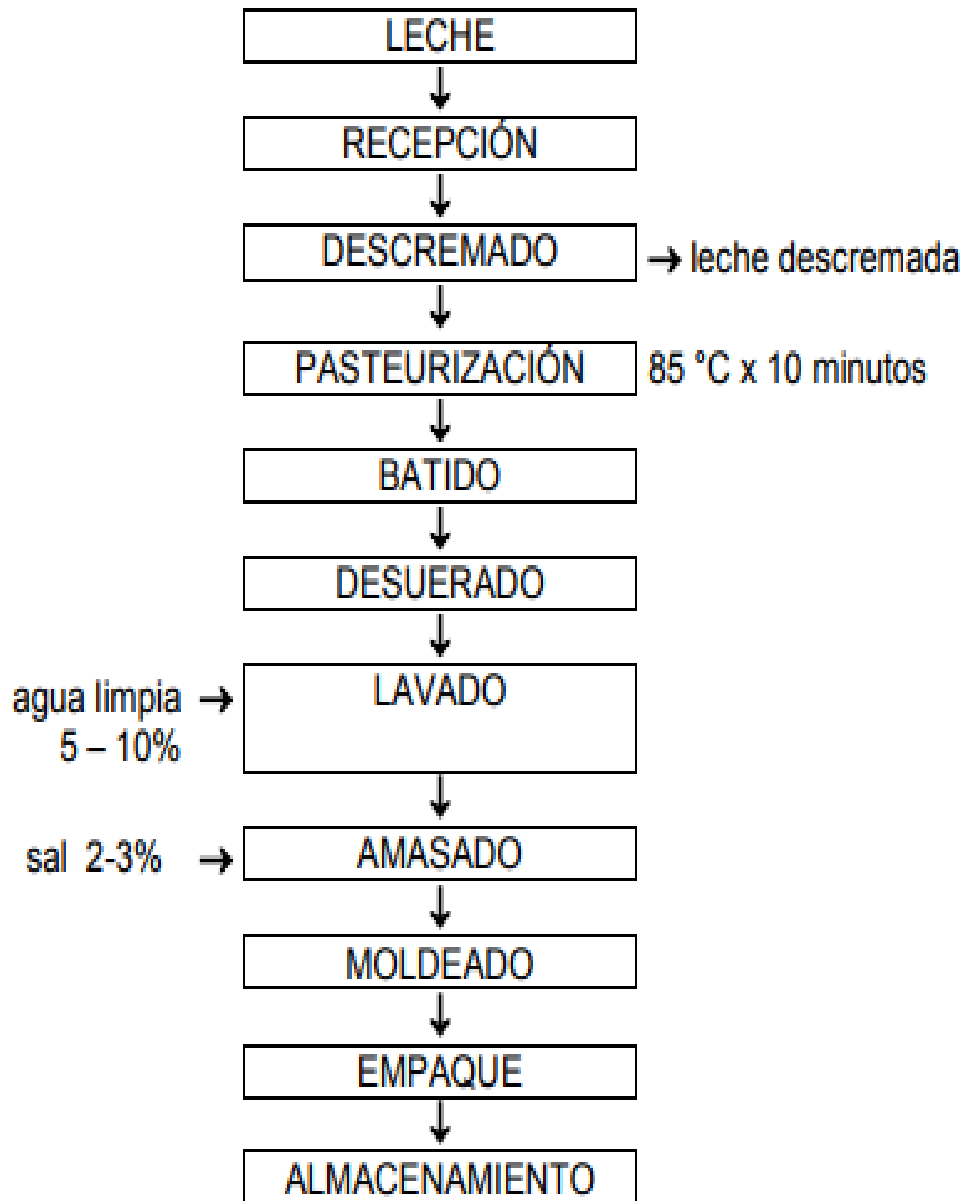 LECHE
RECEPCIÓN
DESCREMADO
→ leche descremada
PASTEURIZACIÓN
85 °C x 10 minutos
BATIDO
DESUERADO
agua limpia →
5 – 10%
LAVADO
sal 2-3% →
AMASADO
MOLDEADO
EMPAQUE
ALMACENAMIENTO